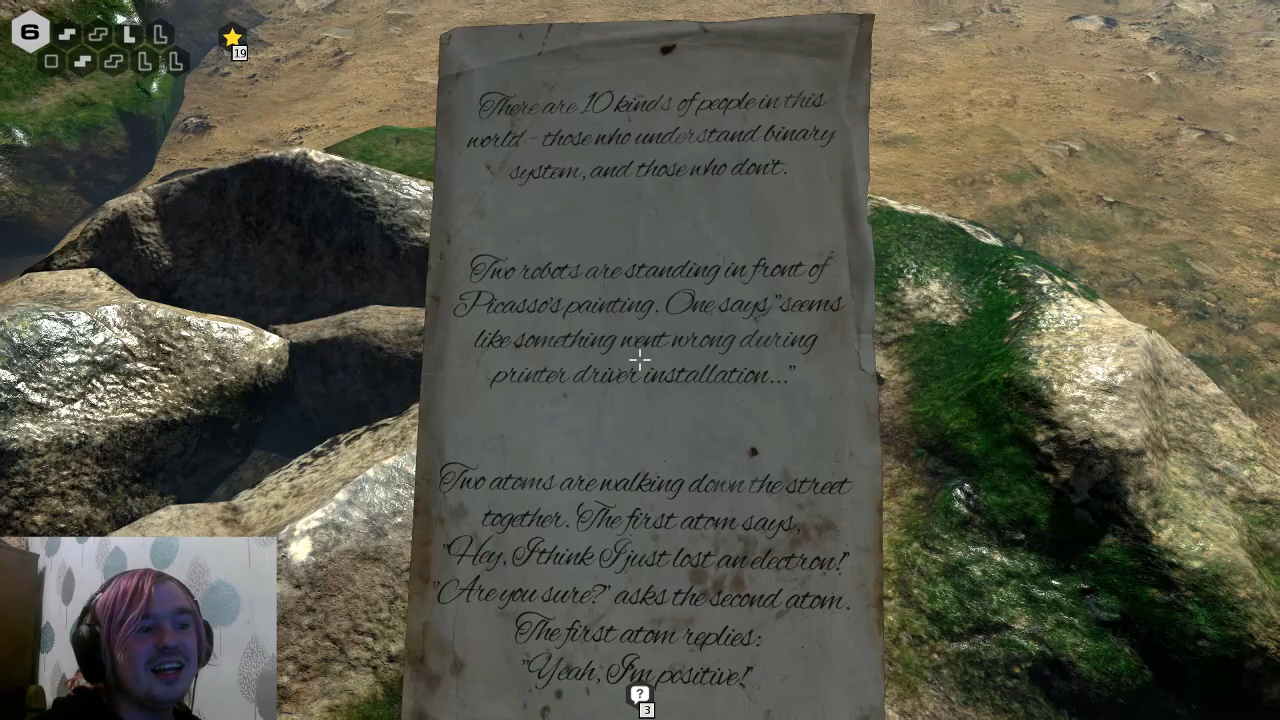 6
19
There are 10 kinds of people in this
world - those who understand binary
system, and those who don't.
Two robots are standing in front of
Picasso's painting. One says,"seems
like something went wrong during
printer driver installation..."
Two atoms are walking down the street
together. The first atom says,
"Hey, I think I just lost an electron!"
"Are you sure?" asks the second atom.
The first atom replies:
"Yeah, I'm positive!"
?
3